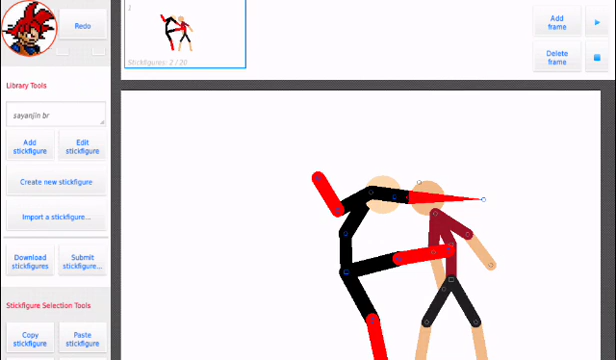 Redo
1
Add
frame
Delete
frame
Stickfigures: 2 / 20
Library Tools
sayanjin br
Add
stickfigure
Edit
stickfigure
Create new stickfigure
Import a stickfigure...
Download
stickfigures
Submit
stickfigure...
Stickfigure Selection Tools
Copy
stickfigure
Paste
stickfigure